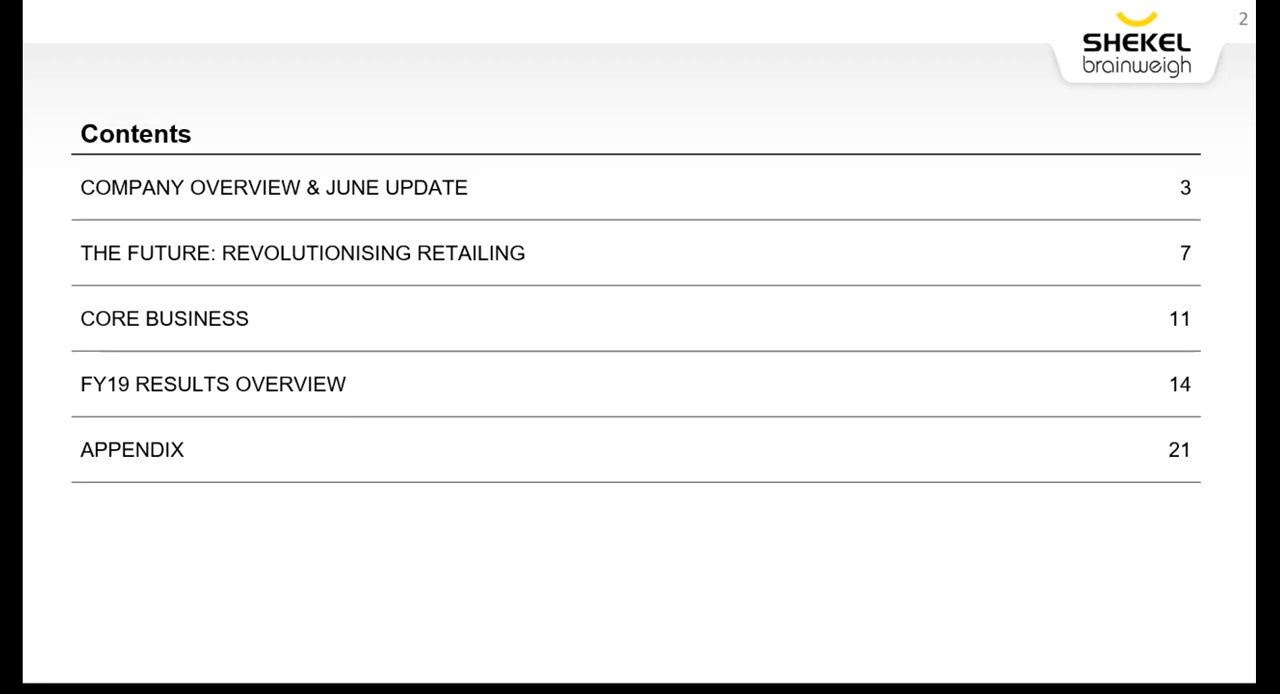 2
SHEKEL
brainweigh
Contents
COMPANY OVERVIEW & JUNE UPDATE 3
THE FUTURE: REVOLUTIONISING RETAILING 7
CORE BUSINESS 11
FY19 RESULTS OVERVIEW 14
APPENDIX 21